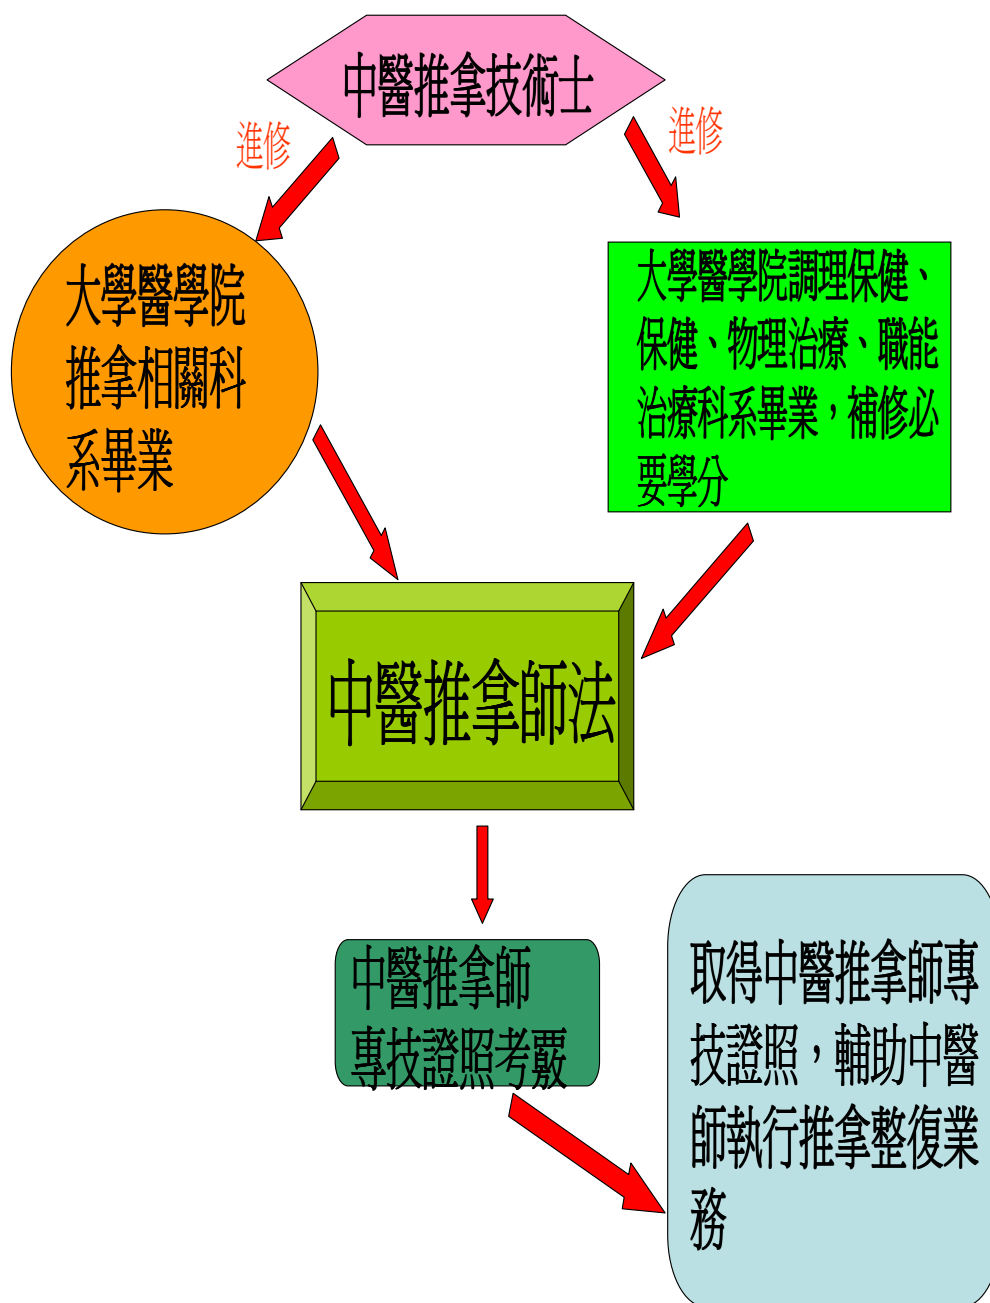 中醫推拿技術士
進修
進修
大學醫學院
推拿相關科
系畢業
大學醫學院調理保健、
保健、物理治療、職能
治療科系畢業，補修必
要學分
中醫推拿師法
中醫推拿師
專技證照考覈
取得中醫推拿師專
技證照，輔助中醫
師執行推拿整復業
務